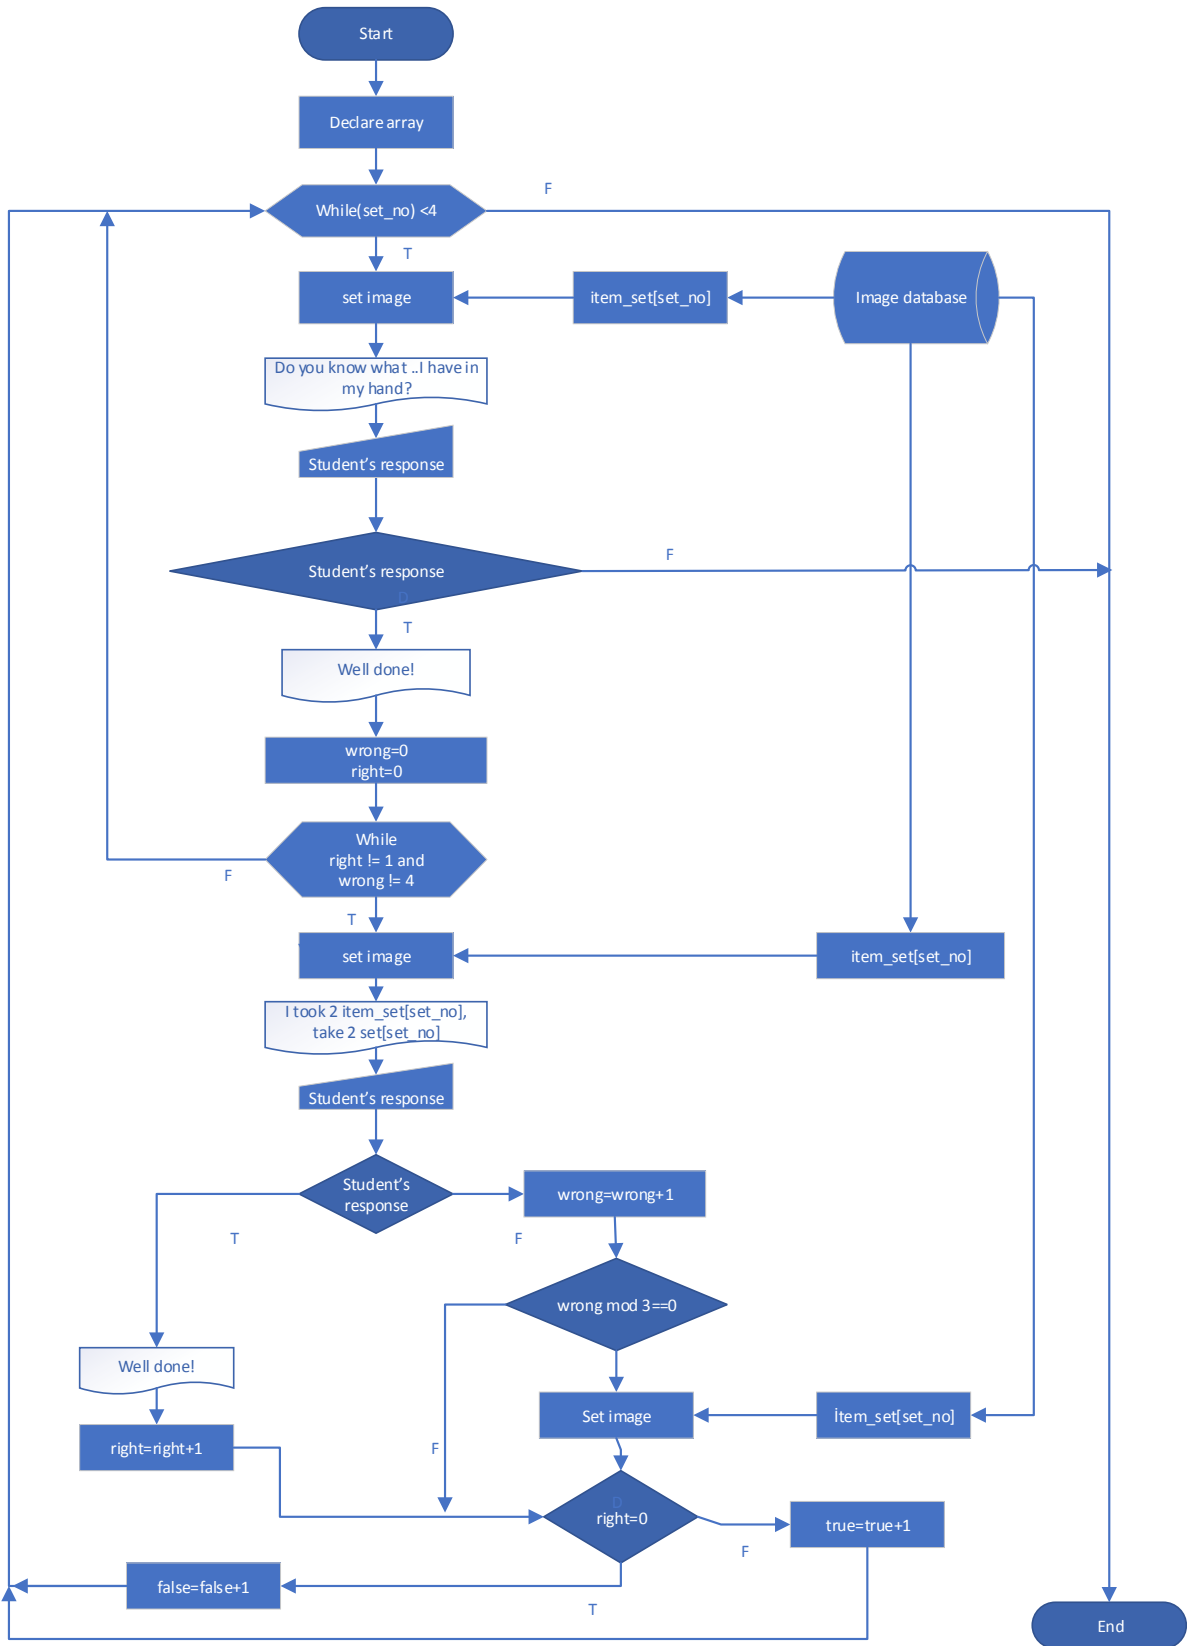 Start
Declare array
F
While(set_no) <4
T
set image
item_set[set_no]
Image database
Do you know what ..I have in
my hand?
Student’s response
F
Student’s response
D
T
Well done!
wrong=0
right=0
While
right != 1 and
wrong != 4
F
T
set image
item_set[set_no]
I took 2 item_set[set_no],
take 2 set[set_no]
Student’s response
Student’s
response
wrong=wrong+1
T
F
wrong mod 3==0
Well done!
Set image
İtem_set[set_no]
right=right+1
F
D
right=0
true=true+1
F
false=false+1
T
End